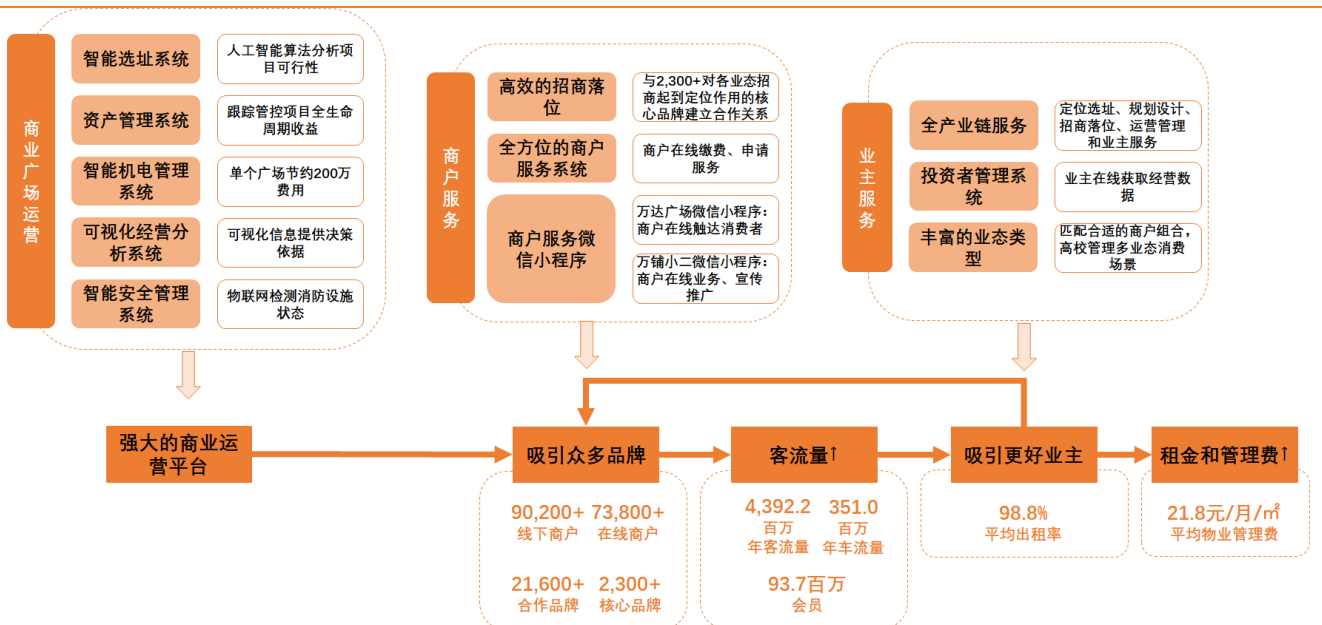 商业广场运营
智能选址系统
人工智能算法分析项
目可行性
资产管理系统
跟踪管控项目全生命
周期收益
智能机电管理
系统
单个广场节约200万
费用
可视化经营分
析系统
可视化信息提供决策
依据
智能安全管理
系统
物联网检测消防设施
状态
商户服务
高效的招商落
位
与2,300+对各业态招
商起到定位作用的核
心品牌建立合作关系
全方位的商户
服务系统
商户在线缴费、申请
服务
商户服务微
信小程序
万达广场微信小程序：
商户在线触达消费者
万铺小二微信小程序：
商户在线业务、宣传
推广
业主服务
全产业链服务
定位选址、规划设计、
招商落位、运营管理
和业主服务
投资者管理系
统
业主在线获取经营数
据
丰富的业态类
型
匹配合适的商户组合，
高校管理多业态消费
场景
强大的商业运
营平台
吸引众多品牌
客流量↑
吸引更好业主
租金和管理费↑
90,200+
线下商户
73,800+
在线商户
21,600+
合作品牌
2,300+
核心品牌
4,392.2
百万
年客流量
351.0
百万
年车流量
93.7百万
会员
98.8%
平均出租率
21.8元/月/㎡
平均物业管理费